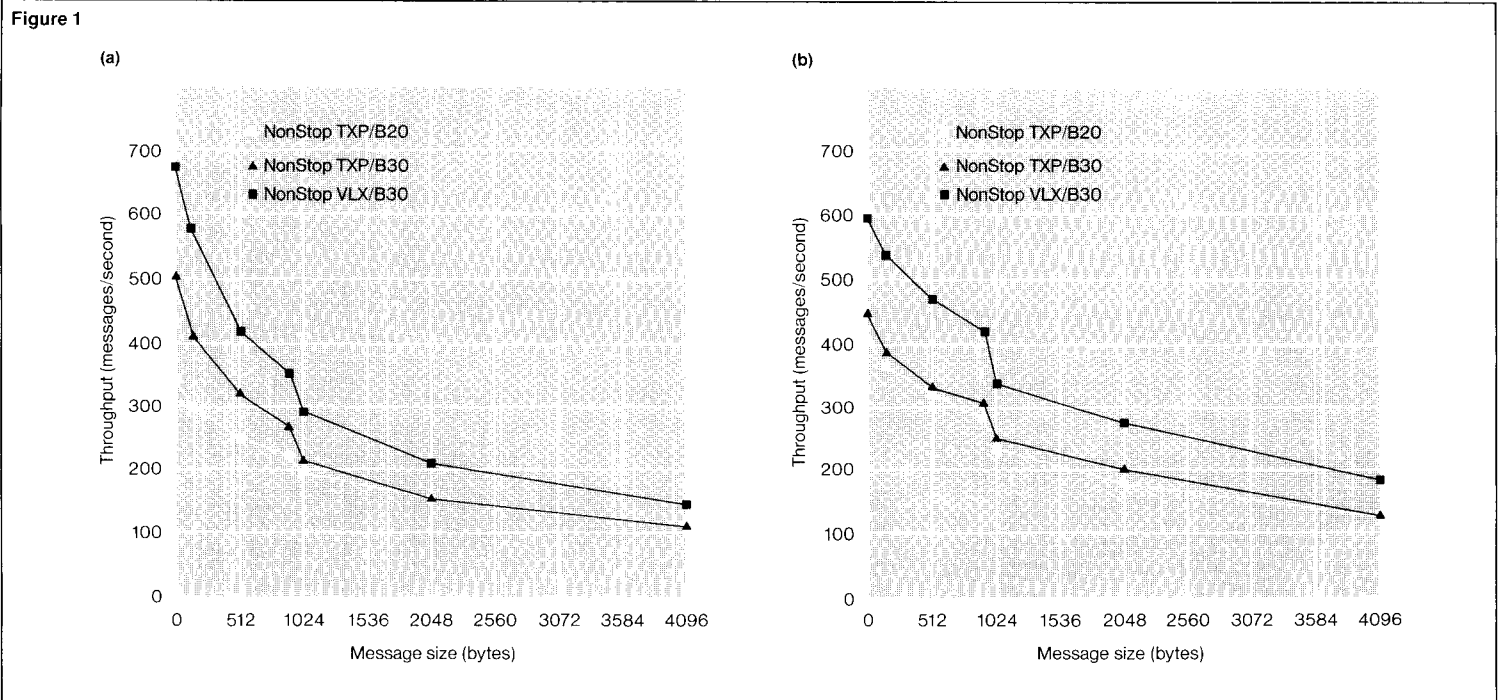 Figure 1
(a)
NonStop TXP/B20
NonStop TXP/B30
NonStop VLX/B30
700
600
500
400
300
200
100
0
Throughput (messages/second)
0 512 1024 1536 2048 2560 3072 3584 4096
Message size (bytes)
(b)
NonStop TXP/B20
NonStop TXP/B30
NonStop VLX/B30
700
600
500
400
300
200
100
0
Throughput (messages/second)
0 512 1024 1536 2048 2560 3072 3584 4096
Message size (bytes)